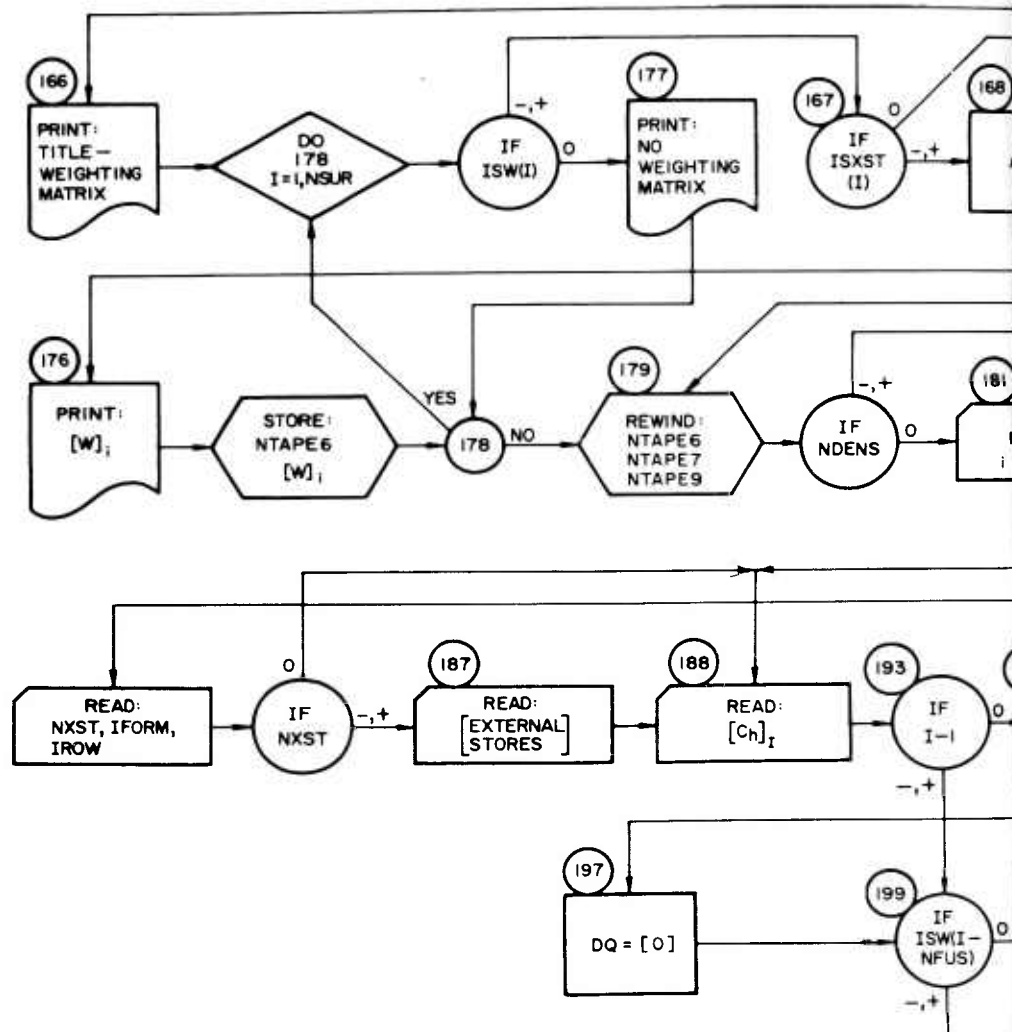 166
PRINT:
TITLE-
WEIGHTING
MATRIX
DO
178
I=1,NSUR
IF
ISW(I)
-,+
0
177
PRINT:
NO
WEIGHTING
MATRIX
167
IF
ISXST
(I)
0
-,+
168
176
PRINT:
[W]i
STORE:
NTAPE6
[W]i
YES
178
NO
179
REWIND:
NTAPE6
NTAPE7
NTAPE9
IF
NDENS
-,+
0
181
i
READ:
NXST, IFORM,
IROW
0
IF
NXST
-,+
187
READ:
[EXTERNAL
STORES]
188
READ:
[Ch]I
193
IF
I-1
0
-,+
197
DQ = [0]
199
IF
ISW(I-
NFUS)
0
-,+